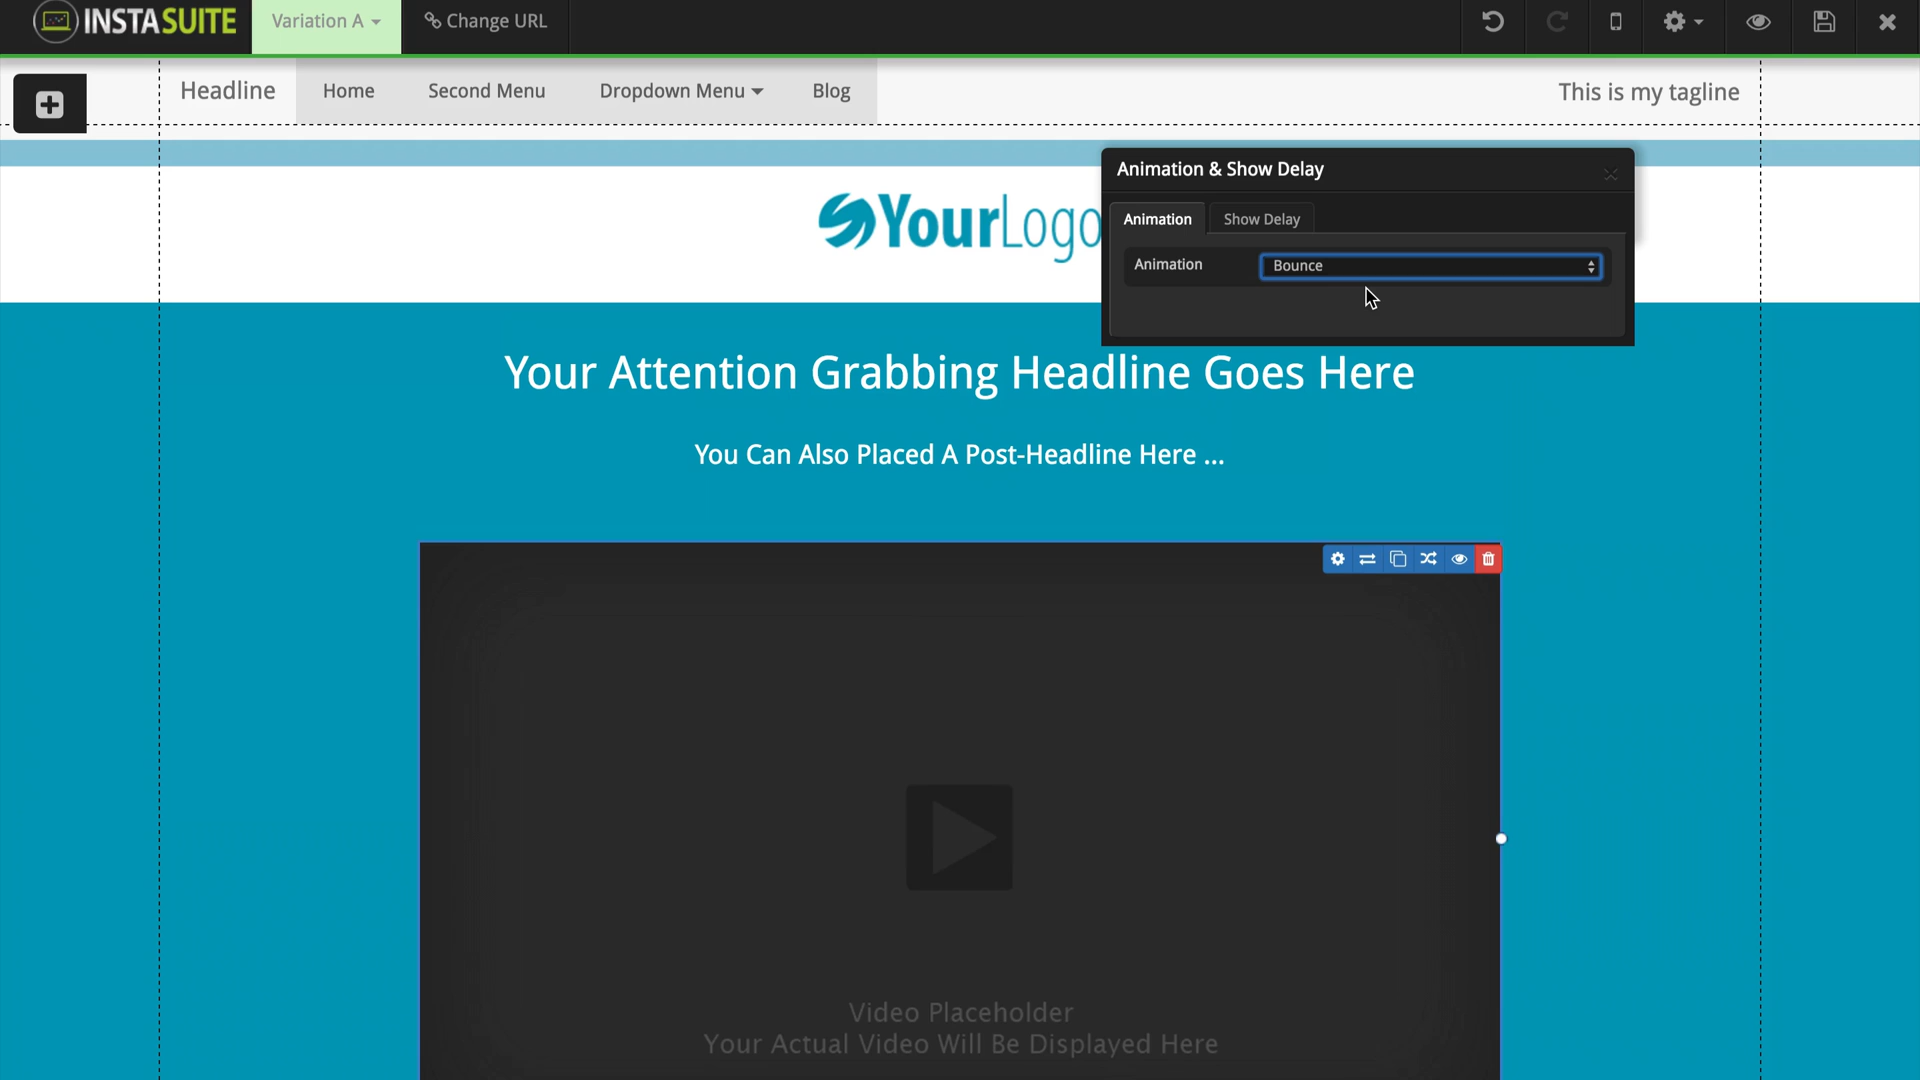 INSTASUITE
Variation A
Change URL
Headline
Home
Second Menu
Dropdown Menu
Blog
This is my tagline
Animation & Show Delay
Animation
Show Delay
Animation
Bounce
YourLogo
Your Attention Grabbing Headline Goes Here
You Can Also Placed A Post-Headline Here ...
Video Placeholder
Your Actual Video Will Be Displayed Here